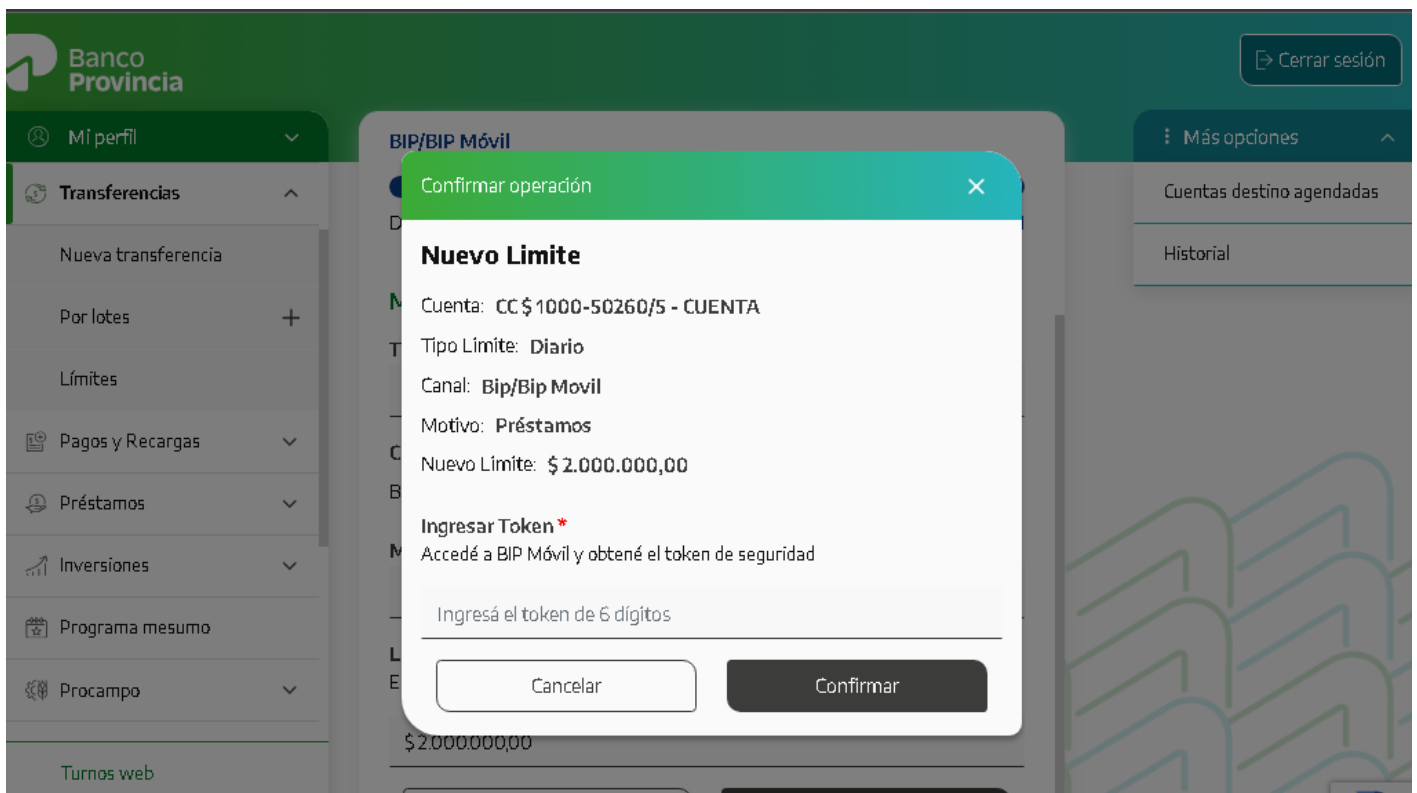 Banco
Provincia
Cerrar sesión
Mi perfil
Transferencias
Nueva transferencia
Por lotes
Límites
Pagos y Recargas
Préstamos
Inversiones
Programa mesumo
Procampo
Turnos web
BIP/BIP Móvil
Confirmar operación
Nuevo Limite
Cuenta: CC $ 1000-50260/5 - CUENTA
Tipo Limite: Diario
Canal: Bip/Bip Movil
Motivo: Préstamos
Nuevo Limite: $ 2.000.000,00
Ingresar Token *
Accedé a BIP Móvil y obtené el token de seguridad
Ingresá el token de 6 dígitos
Cancelar
Confirmar
$ 2.000.000,00
Más opciones
Cuentas destino agendadas
Historial